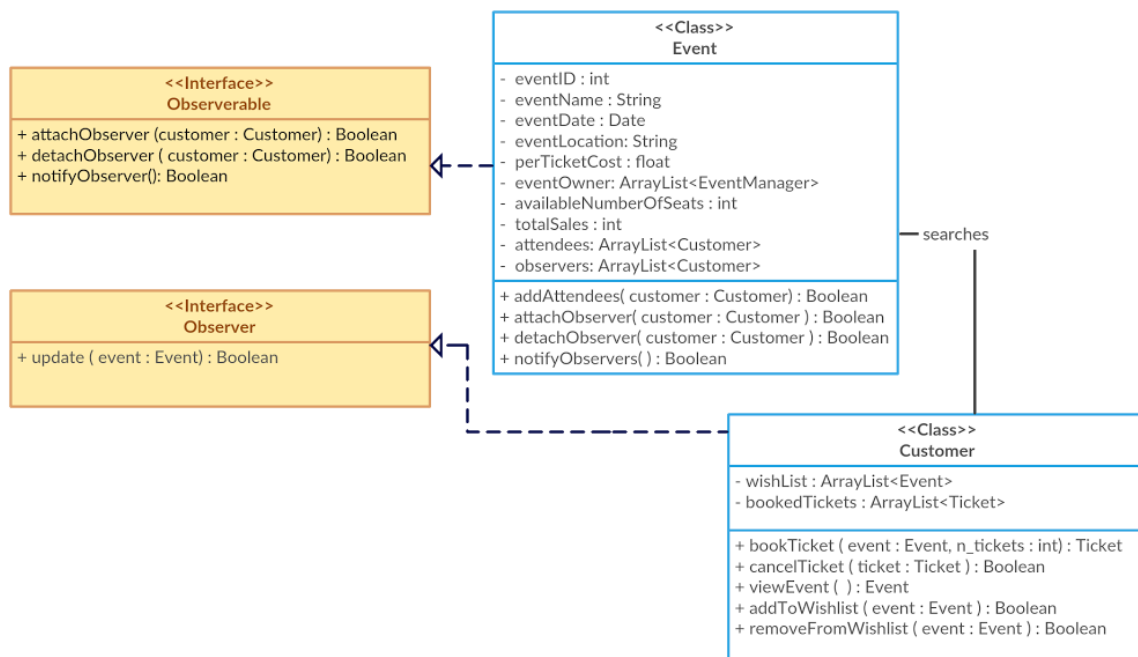 <<Interface>>
Observerable
+ attachObserver (customer : Customer) : Boolean
+ detachObserver ( customer : Customer) : Boolean
+ notifyObserver(): Boolean
<<Class>>
Event
- eventID : int
- eventName : String
- eventDate : Date
- eventLocation: String
- perTicketCost : float
- eventOwner: ArrayList<EventManager>
- availableNumberOfSeats : int
- totalSales : int
- attendees: ArrayList<Customer>
- observers: ArrayList<Customer>
+ addAttendees( customer : Customer) : Boolean
+ attachObserver( customer : Customer ) : Boolean
+ detachObserver( customer : Customer ) : Boolean
+ notifyObservers( ) : Boolean
searches
<<Interface>>
Observer
+ update ( event : Event) : Boolean
<<Class>>
Customer
- wishList : ArrayList<Event>
- bookedTickets : ArrayList<Ticket>
+ bookTicket ( event : Event, n_tickets : int) : Ticket
+ cancelTicket ( ticket : Ticket ) : Boolean
+ viewEvent ( ) : Event
+ addToWishlist ( event : Event ) : Boolean
+ removeFromWishlist ( event : Event ) : Boolean